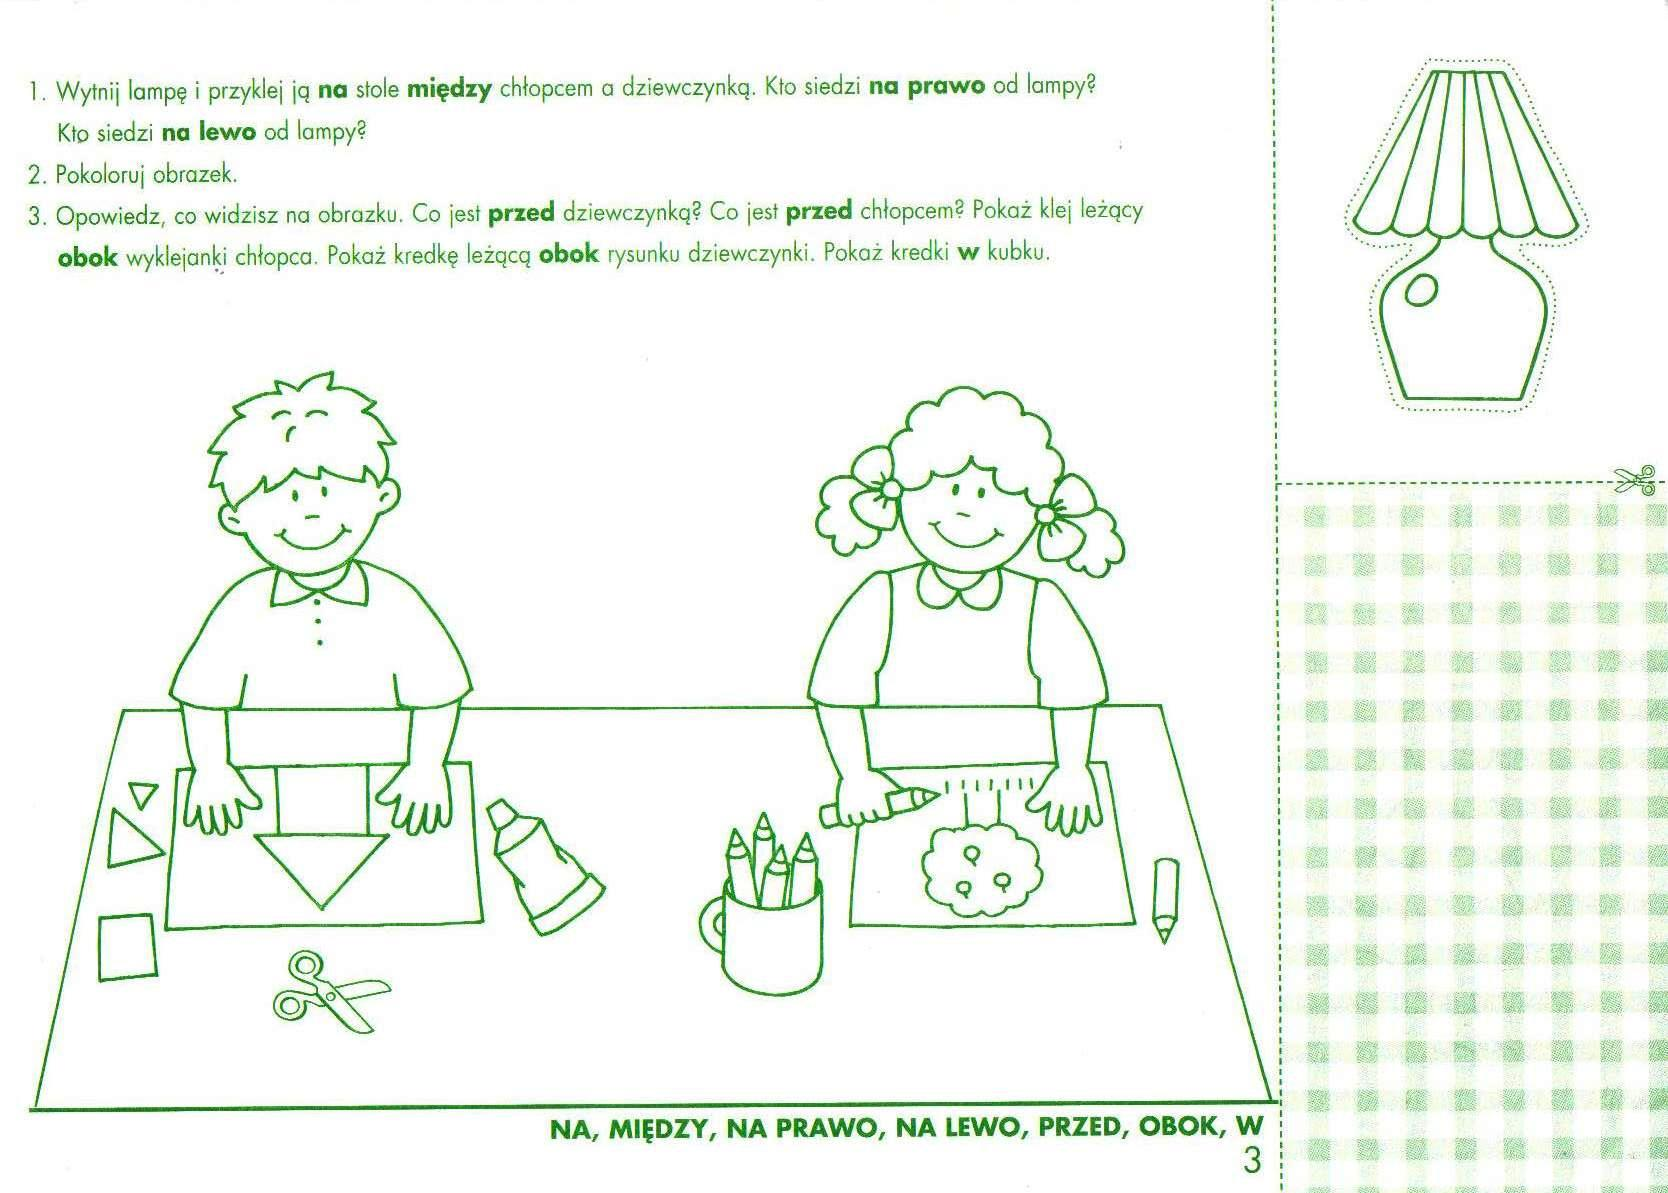 1. Wytnij lampę i przyklej ją na stole między chłopcem a dziewczynką. Kto siedzi na prawo od lampy?
Kto siedzi na lewo od lampy?
2. Pokoloruj obrazek.
3. Opowiedz, co widzisz na obrazku. Co jest przed dziewczynką? Co jest przed chłopcem? Pokaż klej leżący
obok wyklejanki chłopca. Pokaż kredkę leżącą obok rysunku dziewczynki. Pokaż kredki w kubku.
NA, MIĘDZY, NA PRAWO, NA LEWO, PRZED, OBOK, W
3